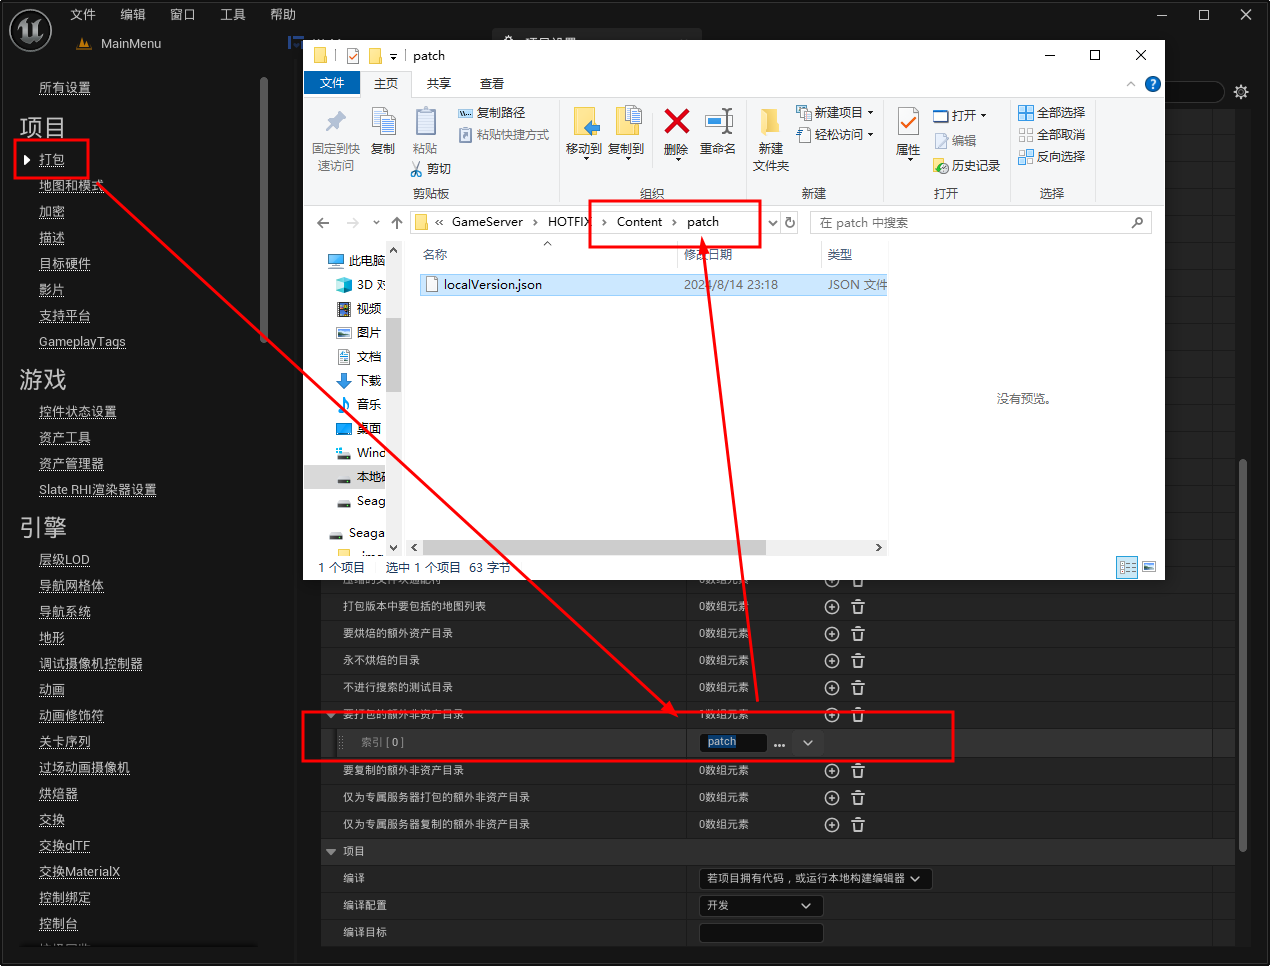 文件 编辑 窗口 工具 帮助
MainMenu
所有设置
项目
打包
地图和模式
加密
描述
目标硬件
影片
支持平台
GameplayTags
游戏
控件状态设置
资产工具
资产管理器
Slate RHI渲染器设置
引擎
层级LOD
导航网格体
导航系统
地形
调试摄像机控制器
动画
动画修饰符
关卡序列
过场动画摄像机
烘焙器
交换
交换glTF
交换MaterialX
控制绑定
控制台
patch
文件 主页 共享 查看
固定到快速访问
复制
粘贴
复制路径
粘贴快捷方式
剪切
剪贴板
移动到
复制到
删除
重命名
组织
新建文件夹
新建项目
轻松访问
新建
属性
打开
编辑
历史记录
打开
全部选择
全部取消
反向选择
选择
« GameServer › HOTFIX › Content › patch
在 patch 中搜索
此电脑
3D 对
视频
图片
文档
下载
音乐
桌面
Wind
本地磁
Seag
Seaga
名称 修改日期 类型
localVersion.json 2024/8/14 23:18 JSON 文件
没有预览。
1 个项目 选中 1 个项目 63 字节
打包版本中要包括的地图列表 0数组元素
要烘焙的额外资产目录 0数组元素
永不烘焙的目录 0数组元素
不进行搜索的测试目录 0数组元素
要打包的额外非资产目录 1数组元素
索引 [ 0 ] patch
要复制的额外非资产目录 0数组元素
仅为专属服务器打包的额外非资产目录 0数组元素
仅为专属服务器复制的额外非资产目录 0数组元素
项目
编译 若项目拥有代码，或运行本地构建编辑器
编译配置 开发
编译目标